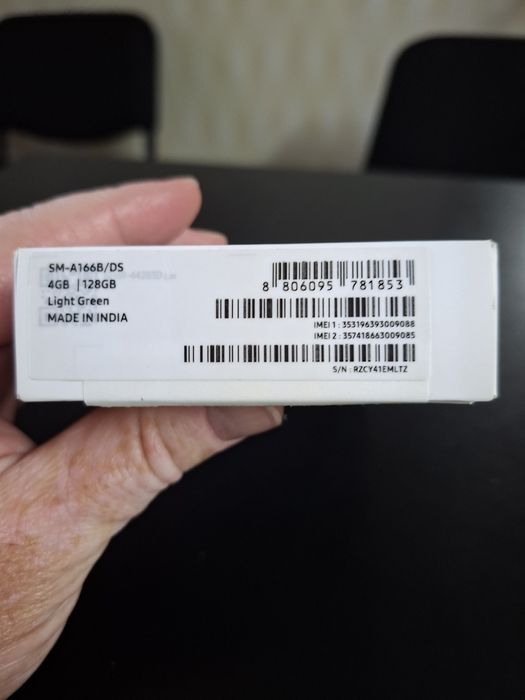 SM-A166B/DS
4GB | 128GB
Light Green
MADE IN INDIA
8 806095 781853
IMEI 1 : 353196393009088
IMEI 2 : 357418663009085
S/N : RZCY41EMLTZ